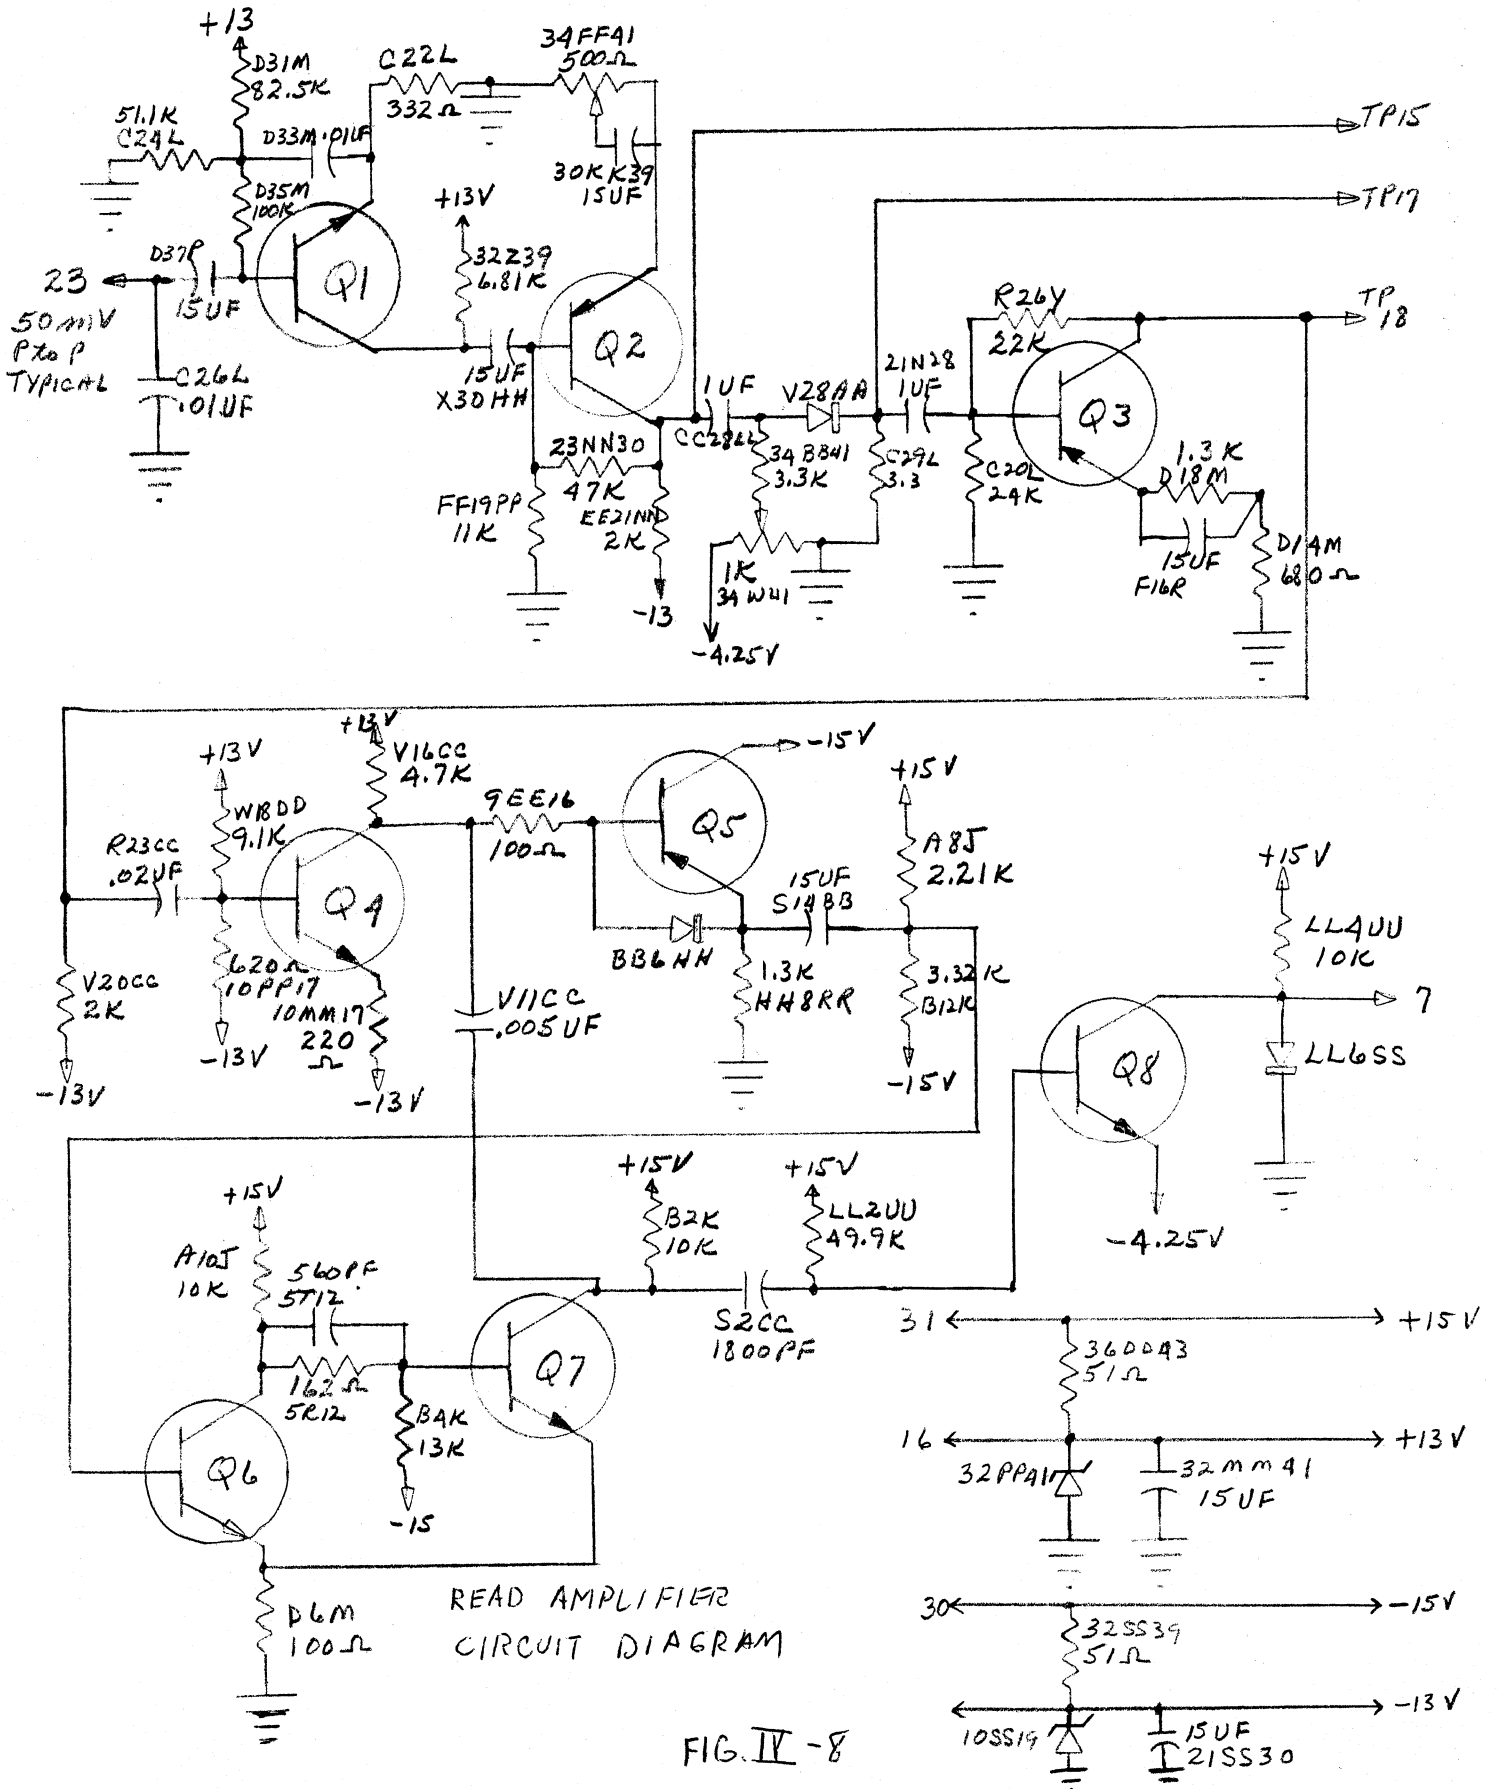 +13
D31M
82.5K
C22L
332Ω
34FF41
500Ω
51.1K
C24L
D33M .01UF
D35M
100K
30KK39
15UF
TP15
+13V
TP17
D37P
15UF
23
50mV
P to P
TYPICAL
C26L
.01UF
Q1
32Z39
6.81K
15UF
X30HH
Q2
R26Y
22K
TP
18
1UF
CC28LL
V28AA
21N28
1UF
Q3
23NN30
47K
FF19PP
11K
EE21NN
2K
-13
34BB41
3.3K
C29L
3.3
C20L
24K
1.3K
D18M
15UF
F16R
D14M
680Ω
1K
34W41
-4.25V
+13V
+13V
V16CC
4.7K
-15V
W18DD
9.1K
R23CC
.02UF
Q4
9EE16
100Ω
Q5
+15V
A8J
2.21K
15UF
S14BB
BB6HH
V20CC
2K
-13V
620Ω
10PP17
-13V
10MM17
220
Ω
-13V
V11CC
.005UF
1.3K
HH8RR
3.32K
B12K
-15V
+15V
LL4UU
10K
7
Q8
LL6SS
-4.25V
+15V
A10J
10K
560PF
5T12
162Ω
5R12
Q6
B4K
13K
-15
Q7
+15V
B2K
10K
+15V
LL2UU
49.9K
S2CC
1800PF
D6M
100Ω
31
+15V
36DD43
51Ω
16
+13V
32PP41
32MM41
15UF
30
-15V
32SS39
51Ω
-13V
10SS19
15UF
21SS30
READ AMPLIFIER
CIRCUIT DIAGRAM
FIG. IV-8